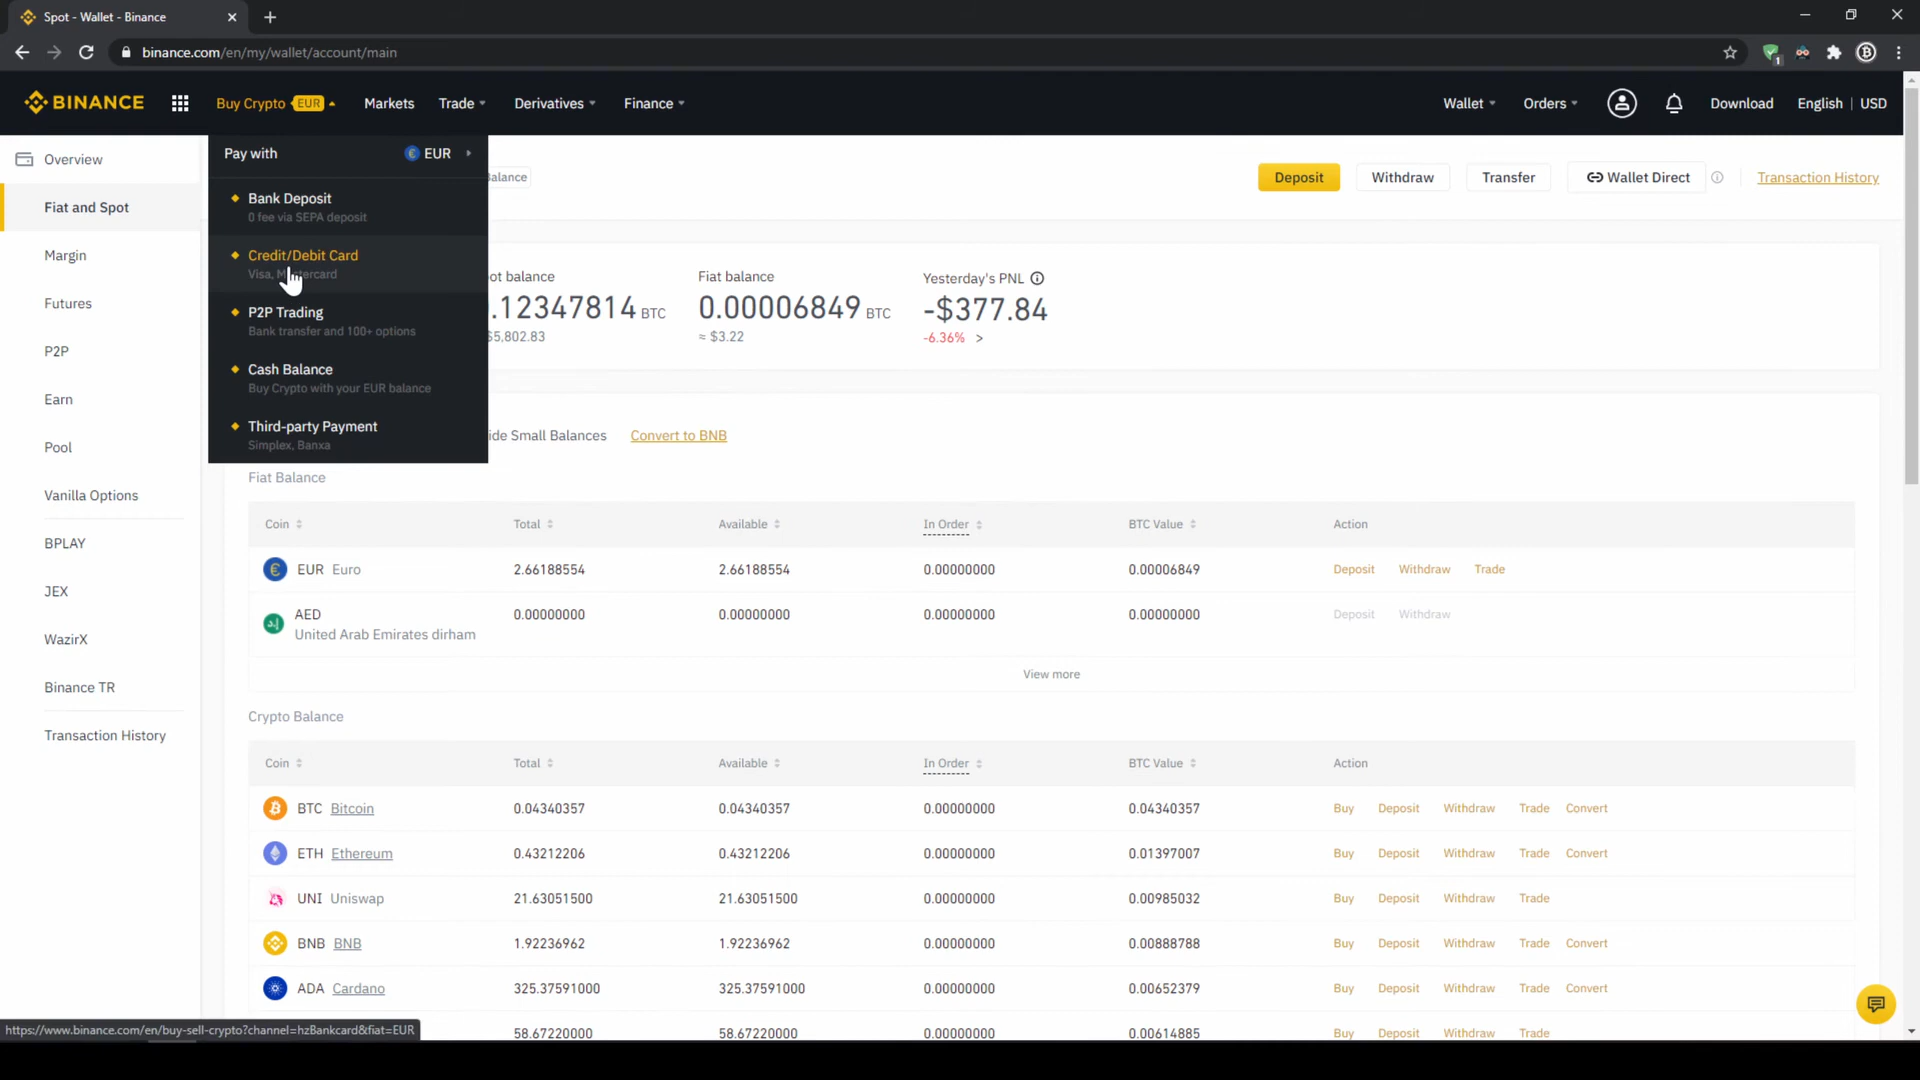 Spot - Wallet - Binance
binance.com/en/my/wallet/account/main
1
BINANCE Buy Crypto EUR Markets Trade Derivatives Finance Wallet Orders Download English | USD
Overview
Fiat and Spot
Margin
Futures
P2P
Earn
Pool
Vanilla Options
BPLAY
JEX
WazirX
Binance TR
Transaction History
Pay with EUR
Bank Deposit
0 fee via SEPA deposit
Credit/Debit Card
Visa,
P2P Trading
Bank transfer and 100+ options
Cash Balance
Buy Crypto with your EUR balance
Third-party Payment
Simplex, Banxa
Deposit Withdraw Transfer Wallet Direct Transaction History
balance Fiat balance Yesterday's PNL
.12347814 BTC 0.00006849 BTC -$377.84
5,802.83 ≈ $3.22 -6.36% >
Small Balances Convert to BNB
Fiat Balance
Coin Total Available In Order BTC Value Action
EUR Euro 2.66188554 2.66188554 0.00000000 0.00006849 Deposit Withdraw Trade
AED 0.00000000 0.00000000 0.00000000 0.00000000 Deposit Withdraw
United Arab Emirates dirham
View more
Crypto Balance
Coin Total Available In Order BTC Value Action
BTC Bitcoin 0.04340357 0.04340357 0.00000000 0.04340357 Buy Deposit Withdraw Trade Convert
ETH Ethereum 0.43212206 0.43212206 0.00000000 0.01397007 Buy Deposit Withdraw Trade Convert
UNI Uniswap 21.63051500 21.63051500 0.00000000 0.00985032 Buy Deposit Withdraw Trade
BNB BNB 1.92236962 1.92236962 0.00000000 0.00888788 Buy Deposit Withdraw Trade Convert
ADA Cardano 325.37591000 325.37591000 0.00000000 0.00652379 Buy Deposit Withdraw Trade Convert
58.67220000 58.67220000 0.00000000 0.00614885 Buy Deposit Withdraw Trade
https://www.binance.com/en/buy-sell-crypto?channel=hzBankcard&fiat=EUR